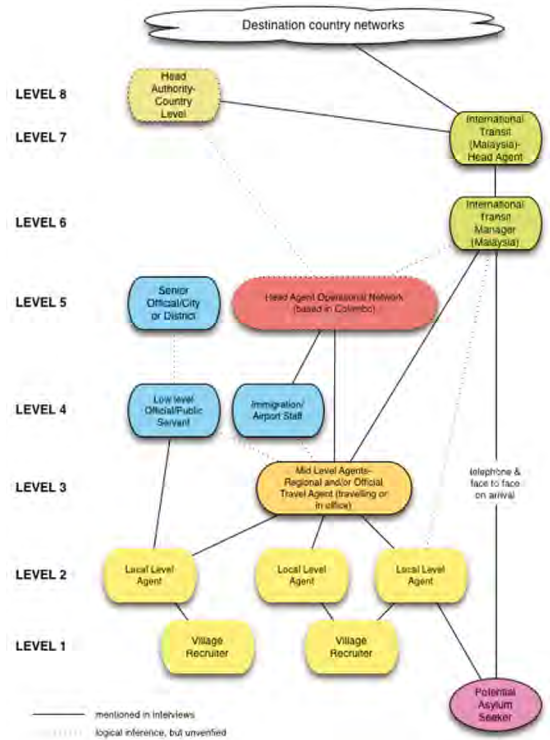 Destination country networks
LEVEL 8
Head
Authority-
Country
Level
LEVEL 7
International
Transit
(Malaysia)-
Head Agent
LEVEL 6
International
Transit
Manager
(Malaysia)
LEVEL 5
Senior
Official/City
or District
Head Agent Operational Network
(based in Colombo)
LEVEL 4
Low level
Official/Public
Servant
Immigration/
Airport Staff
LEVEL 3
Mid Level Agents-
Regional and/or Official
Travel Agent (travelling or
in office)
telephone &
face to face
on arrival
LEVEL 2
Local Level
Agent
Local Level
Agent
Local Level
Agent
LEVEL 1
Village
Recruiter
Village
Recruiter
Potential
Asylum
Seeker
mentioned in interviews
logical inference, but unverified